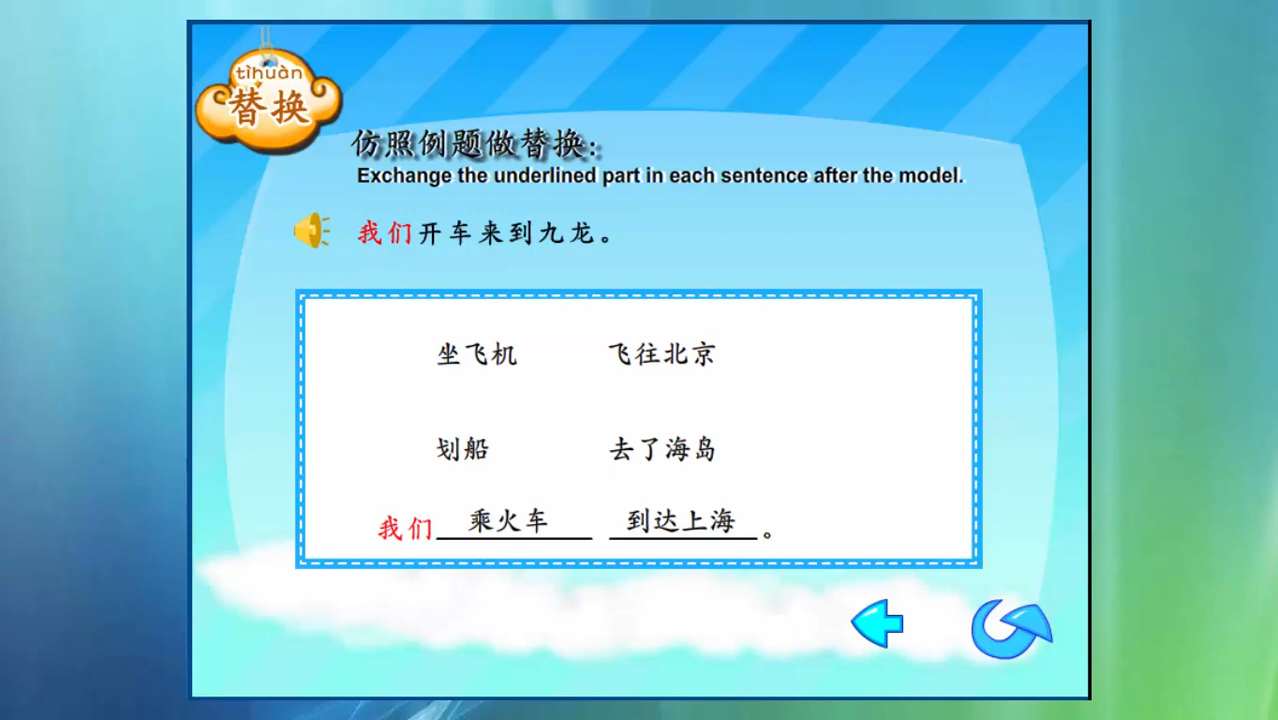 tìhuàn
替换
仿照例题做替换:
Exchange the underlined part in each sentence after the model.
我们开车来到九龙。
坐飞机 飞往北京
划船 去了海岛
我们乘火车 到达上海。